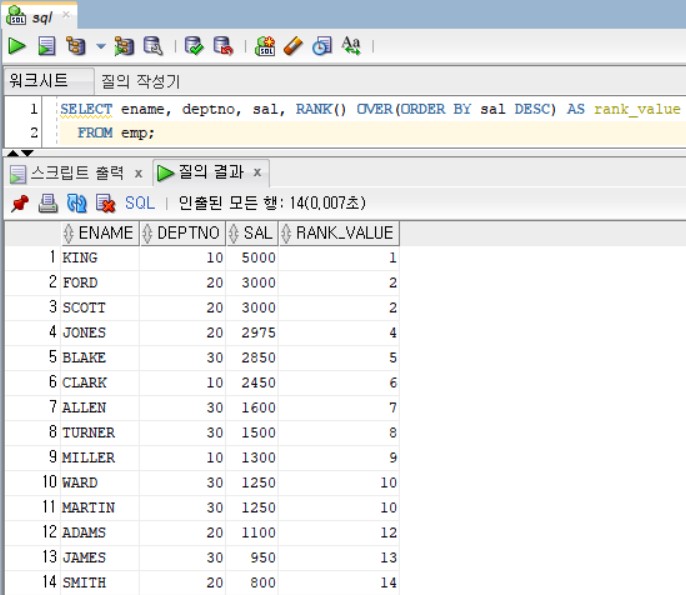 sql
워크시트 질의 작성기
1 SELECT ename, deptno, sal, RANK() OVER(ORDER BY sal DESC) AS rank_value
2 FROM emp;
스크립트 출력 x 질의 결과 x
SQL | 인출된 모든 행: 14(0,007초)
ENAME DEPTNO SAL RANK_VALUE
1 KING 10 5000 1
2 FORD 20 3000 2
3 SCOTT 20 3000 2
4 JONES 20 2975 4
5 BLAKE 30 2850 5
6 CLARK 10 2450 6
7 ALLEN 30 1600 7
8 TURNER 30 1500 8
9 MILLER 10 1300 9
10 WARD 30 1250 10
11 MARTIN 30 1250 10
12 ADAMS 20 1100 12
13 JAMES 30 950 13
14 SMITH 20 800 14